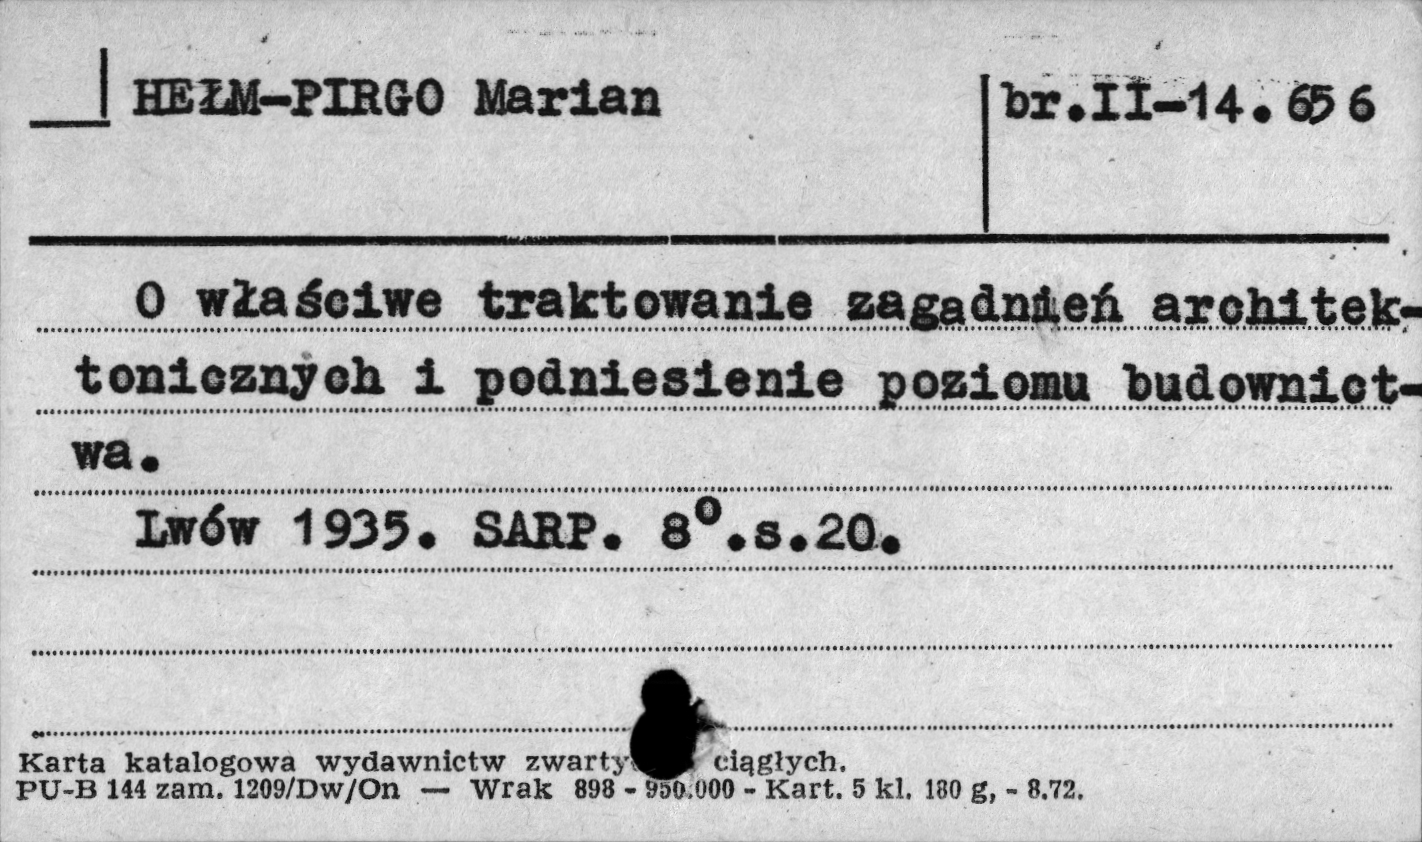 HEŁM-PIRGO Marian
br.II-14.656
O właściwe traktowanie zagadnień architek-
tonicznych i podniesienie poziomu budownict-
wa.
Lwów 1935. SARP. 8⁰.s.20.
Karta katalogowa wydawnictw ciągłych.
PU-B 144 zam. 1209/Dw/On — Wrak 898 - 950.000 - Kart. 5 kl. 180 g, - 8.72.